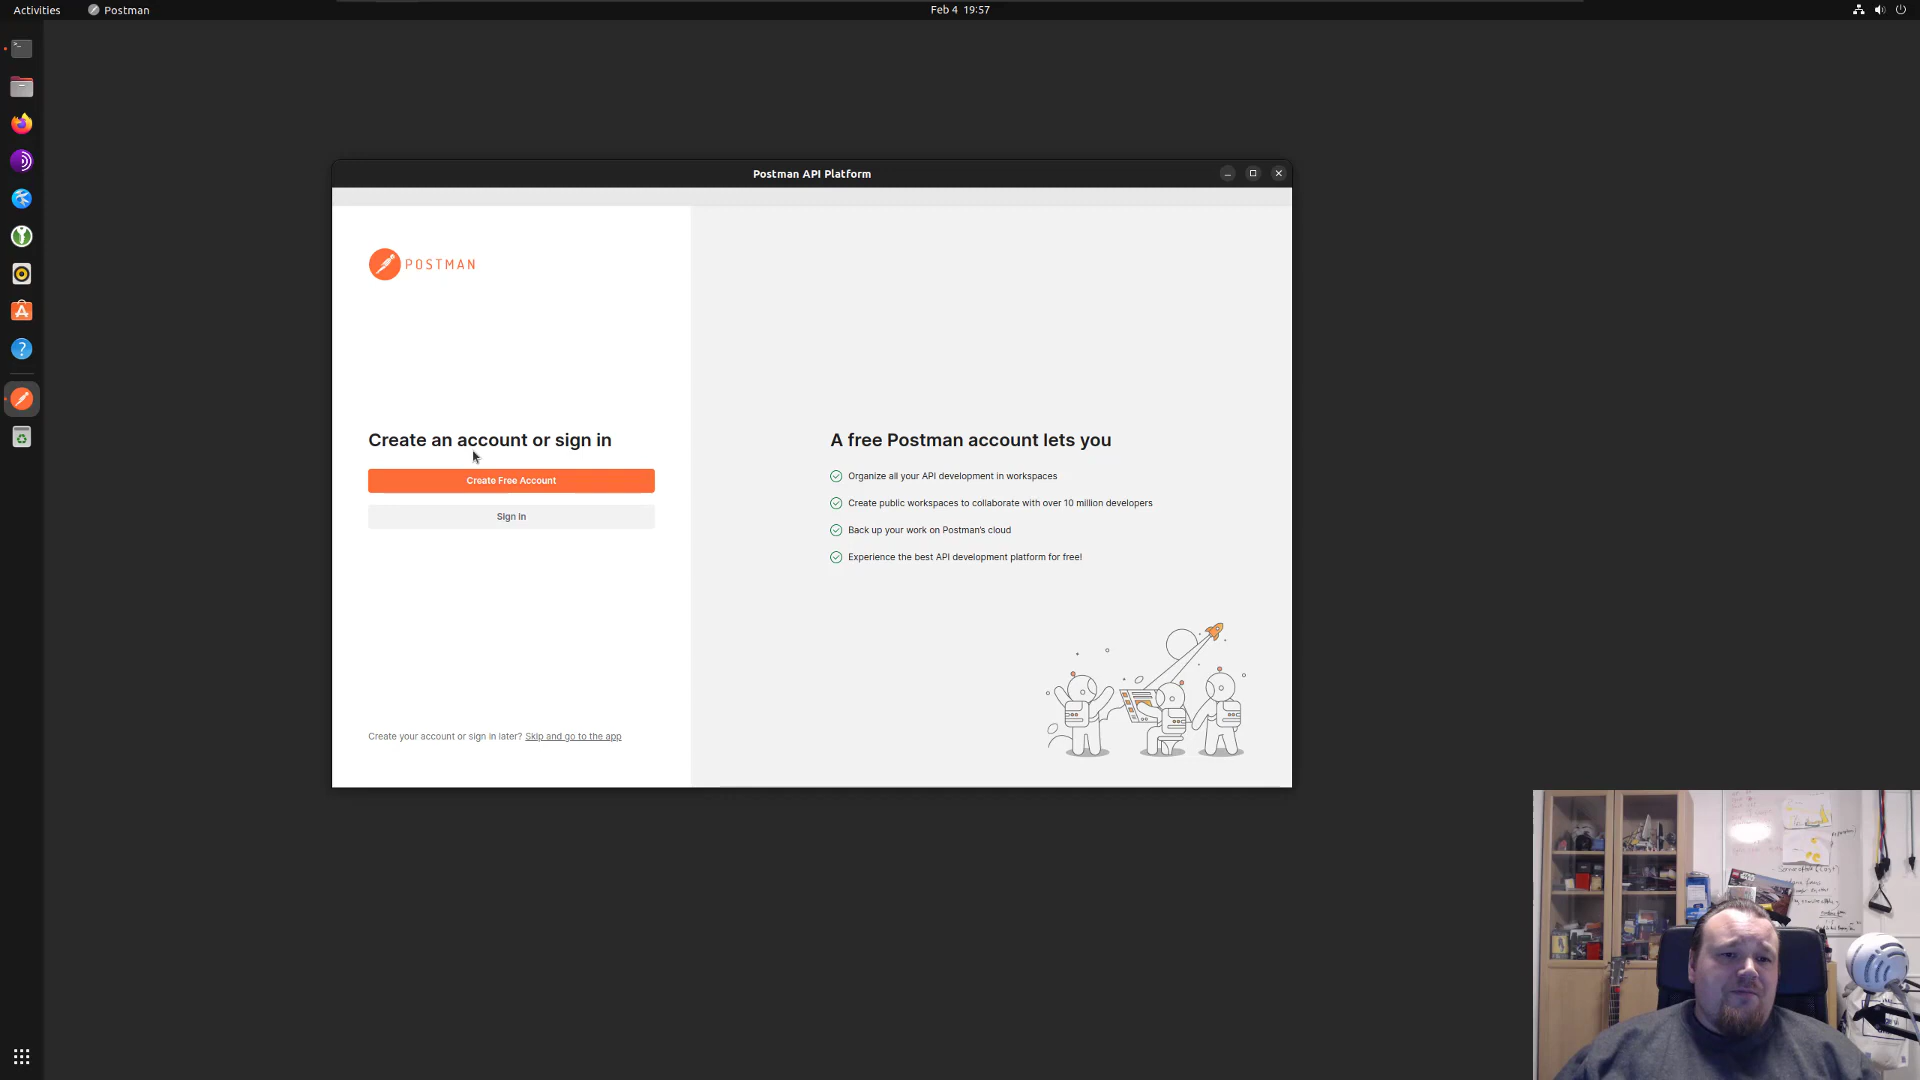 Activities
Postman
Feb 4 19:57
Postman API Platform
POSTMAN
Create an account or sign in
Create Free Account
Sign In
Create your account or sign in later? Skip and go to the app
A free Postman account lets you
Organize all your API development in workspaces
Create public workspaces to collaborate with over 10 million developers
Back up your work on Postman's cloud
Experience the best API development platform for free!